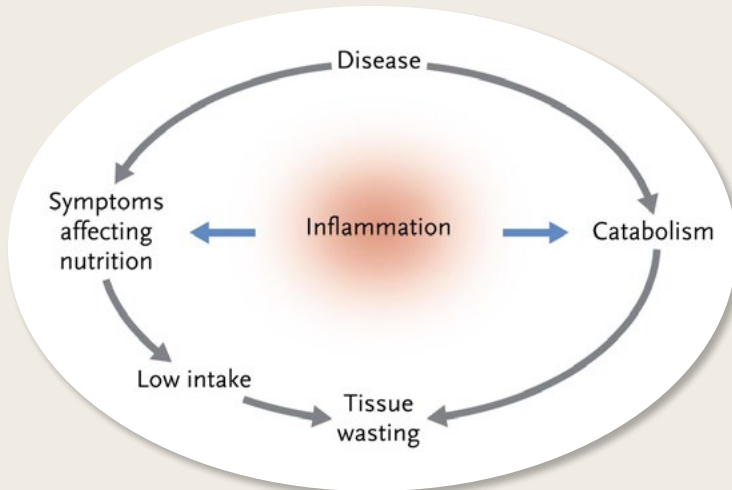 Disease
Symptoms
affecting
nutrition
Inflammation
Catabolism
Low intake
Tissue
wasting